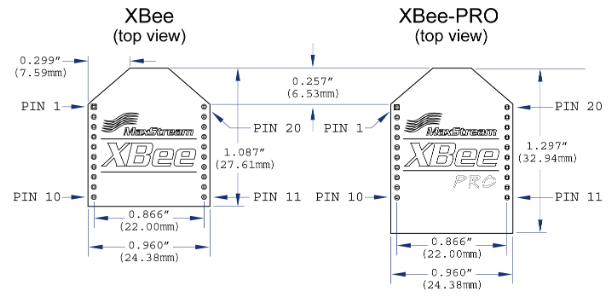 XBee
(top view)
XBee-PRO
(top view)
0.299″
(7.59mm)
0.257″
(6.53mm)
PIN 1
PIN 20
PIN 1
PIN 20
MaxStream
XBee
MaxStream
XBee
PRO
1.087″
(27.61mm)
1.297″
(32.94mm)
PIN 10
PIN 11
PIN 10
PIN 11
0.866″
(22.00mm)
0.866″
(22.00mm)
0.960″
(24.38mm)
0.960″
(24.38mm)